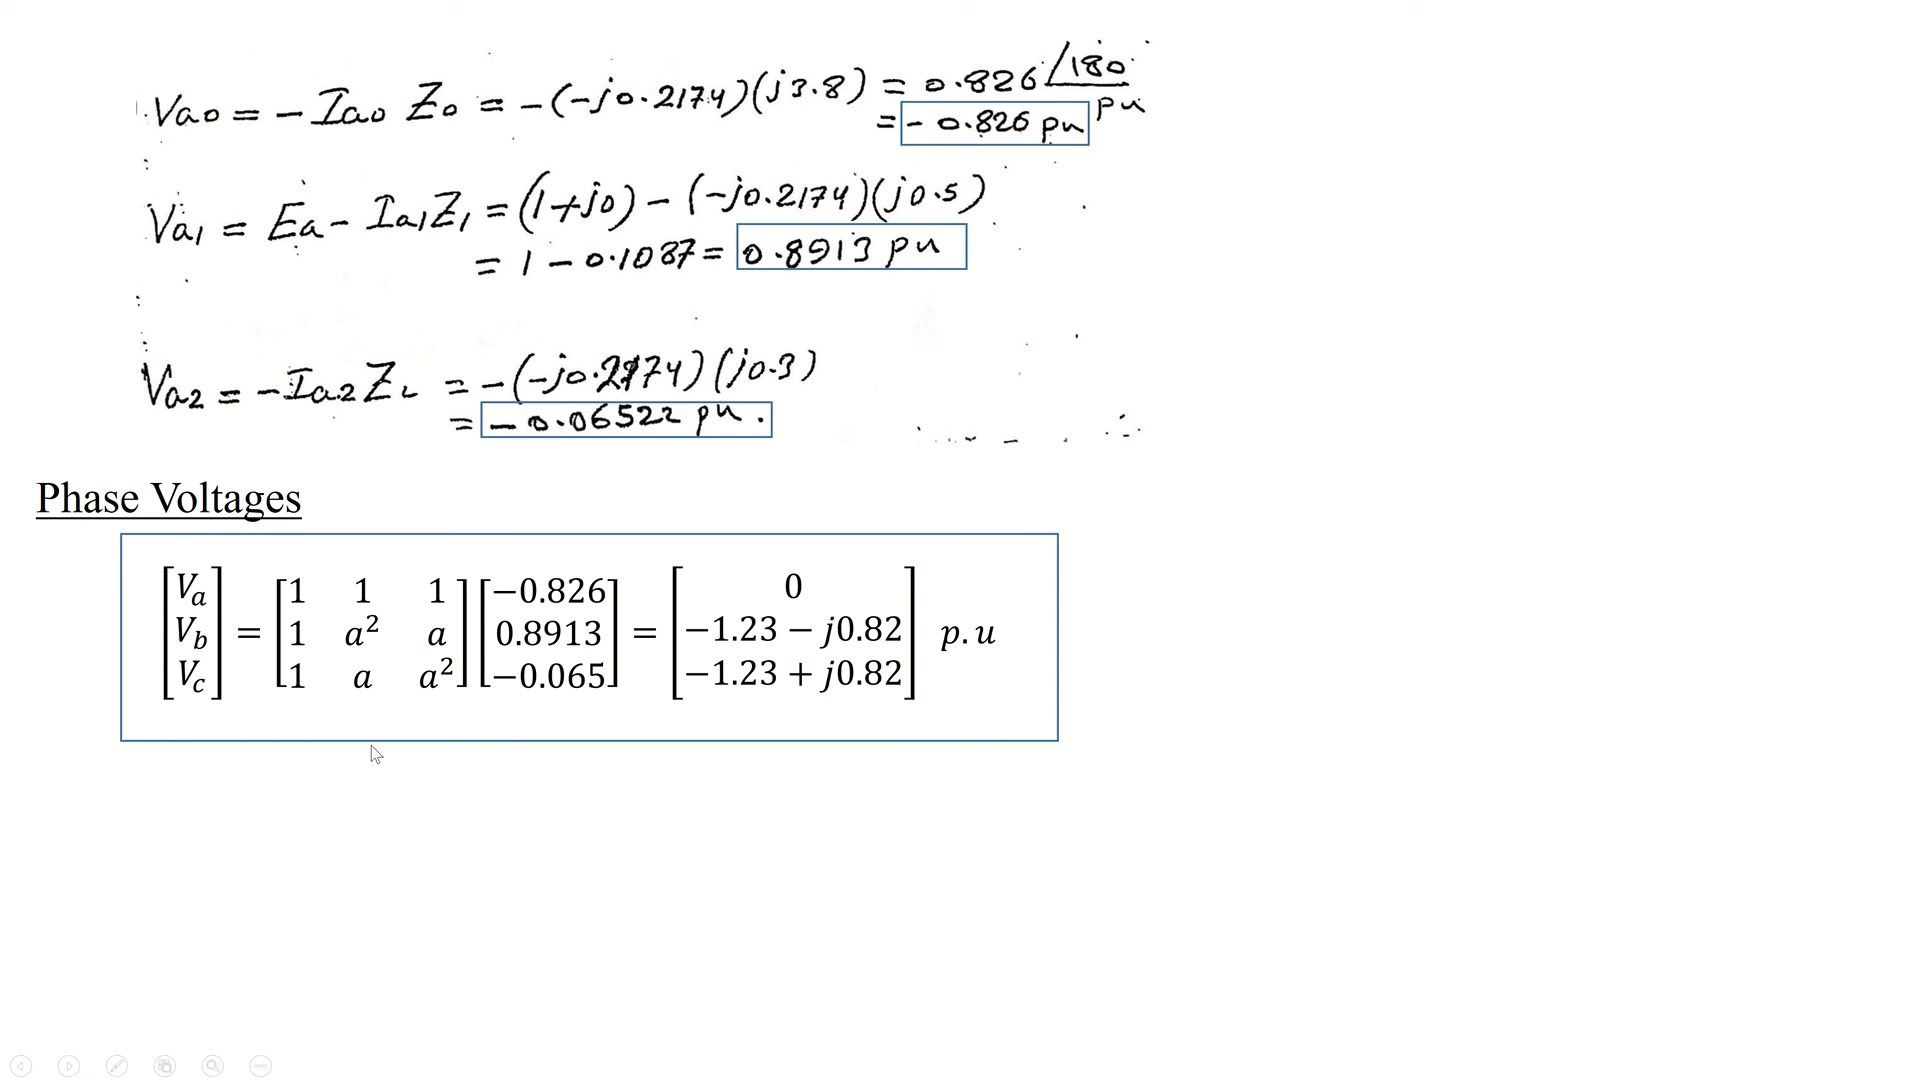 Va0 = - Ia0 Z0 = -(-j0.2174)(j3.8) = 0.826 /180 pu
= - 0.826 pu
Va1 = Ea - Ia1Z1 = (1+j0) - (-j0.2174)(j0.5)
= 1 - 0.1087 = 0.8913 pu
Va2 = -Ia2Z2 = -(-j0.2174)(j0.3)
= - 0.06522 pu.
Phase Voltages
[Va Vb Vc] = [1 1 1; 1 a² a; 1 a a²] [−0.826; 0.8913; −0.065] = [0; −1.23 − j0.82; −1.23 + j0.82] p.u